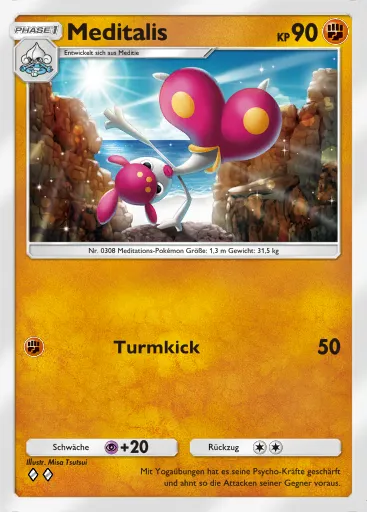 PHASE 1
Meditalis
KP 90
Entwickelt sich aus Meditie
Nr. 0308 Meditations-Pokémon Größe: 1,3 m Gewicht: 31,5 kg
Turmkick 50
Schwäche +20 Rückzug
Illustr. Misa Tsutsui
Mit Yogaübungen hat es seine Psycho-Kräfte geschärft
und ahnt so die Attacken seiner Gegner voraus.